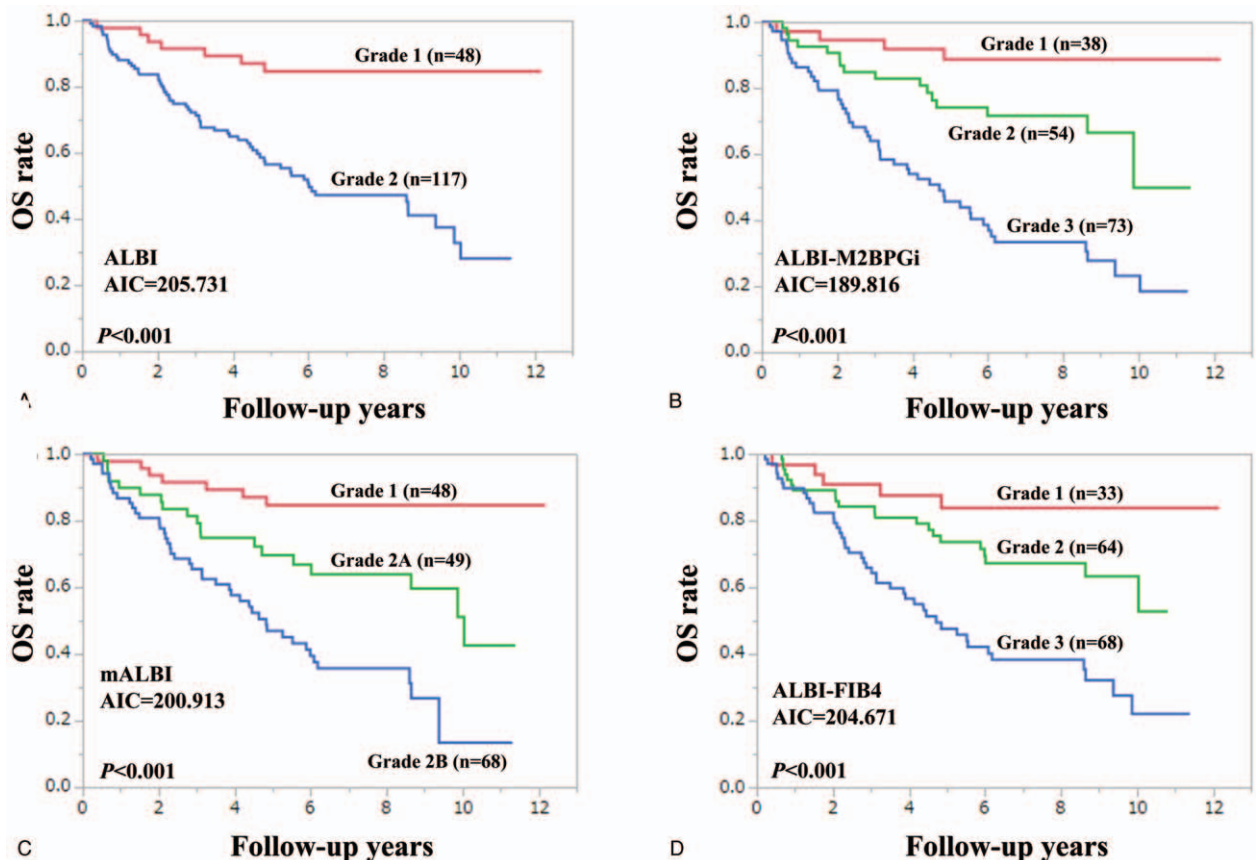 1.0
0.8
0.6
0.4
0.2
0.0
OS rate
Grade 1 (n=48)
Grade 2 (n=117)
ALBI
AIC=205.731
P<0.001
0 2 4 6 8 10 12
Follow-up years
A
1.0
0.8
0.6
0.4
0.2
0.0
OS rate
Grade 1 (n=38)
Grade 2 (n=54)
Grade 3 (n=73)
ALBI-M2BPGi
AIC=189.816
P<0.001
0 2 4 6 8 10 12
Follow-up years
B
1.0
0.8
0.6
0.4
0.2
0.0
OS rate
Grade 1 (n=48)
Grade 2A (n=49)
mALBI
AIC=200.913
Grade 2B (n=68)
P<0.001
0 2 4 6 8 10 12
Follow-up years
C
1.0
0.8
0.6
0.4
0.2
0.0
OS rate
Grade 1 (n=33)
Grade 2 (n=64)
Grade 3 (n=68)
ALBI-FIB4
AIC=204.671
P<0.001
0 2 4 6 8 10 12
Follow-up years
D